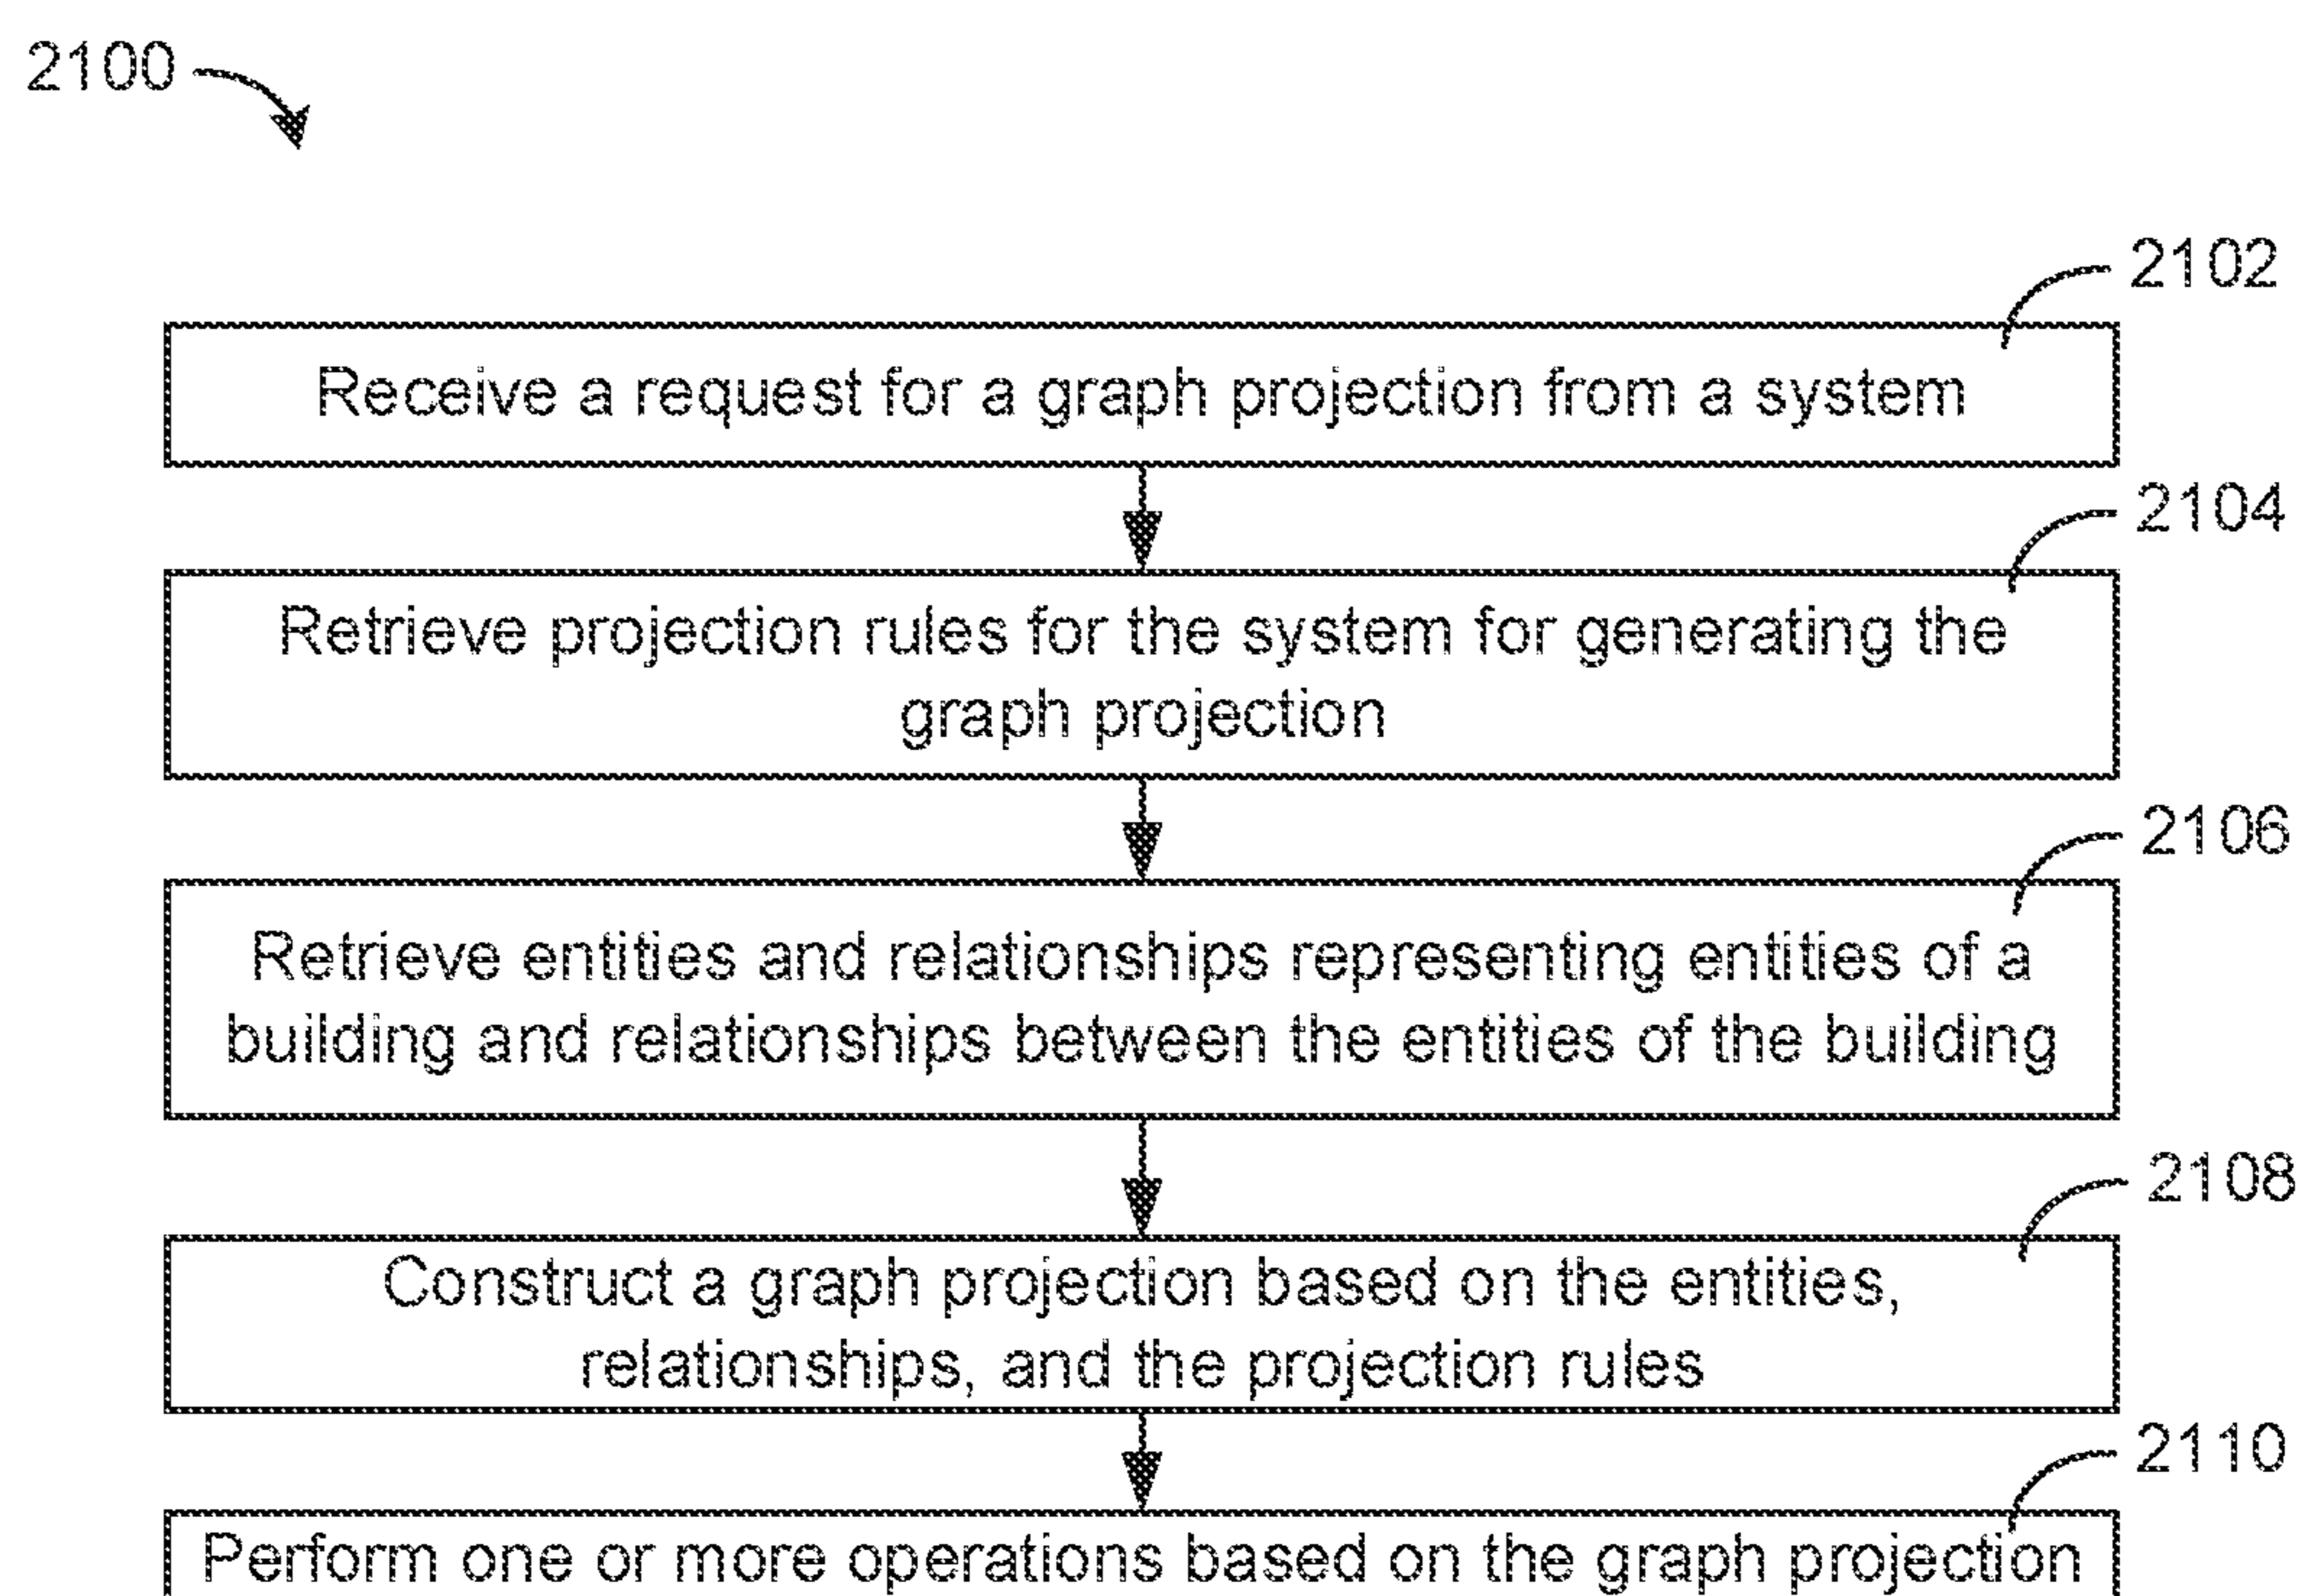 2100
2102
Receive a request for a graph projection from a system
2104
Retrieve projection rules for the system for generating the
graph projection
2106
Retrieve entities and relationships representing entities of a
building and relationships between the entities of the building
2108
Construct a graph projection based on the entities,
relationships, and the projection rules
2110
Perform one or more operations based on the graph projection